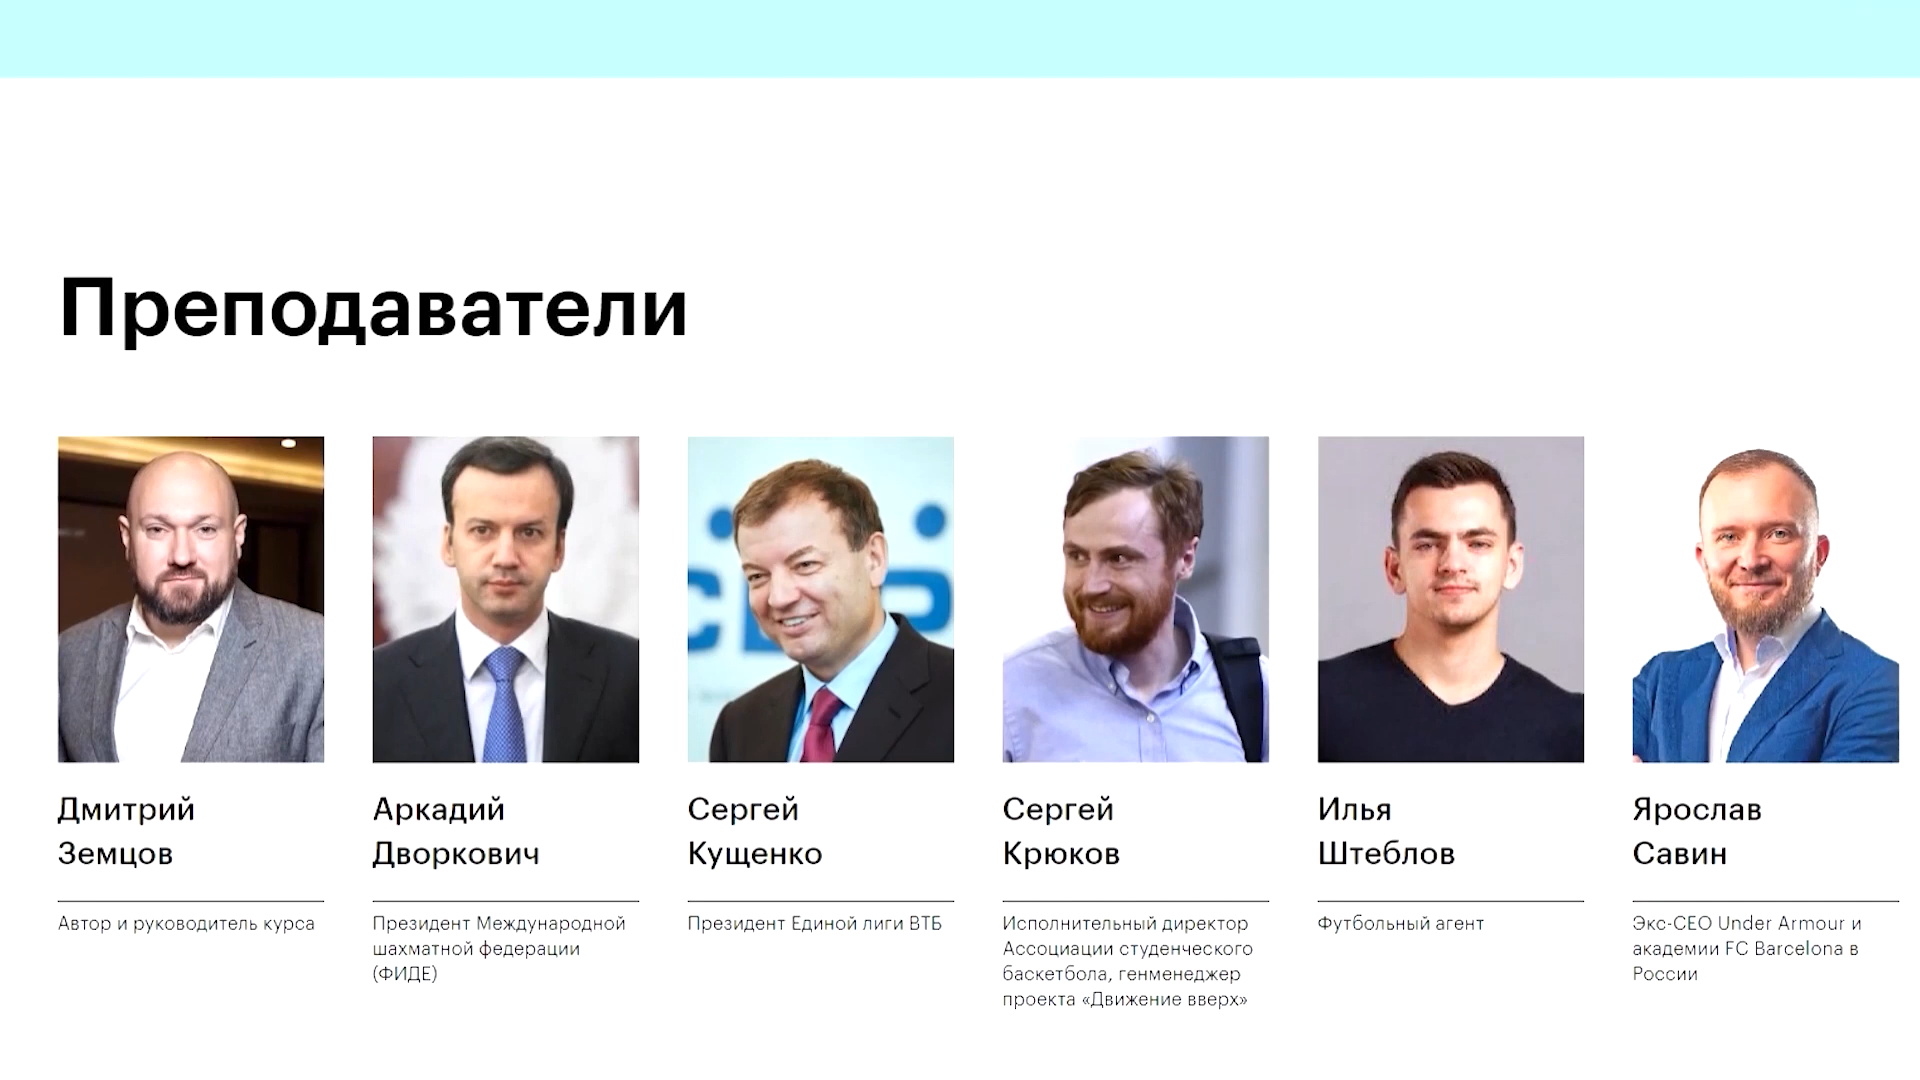 Преподаватели
Дмитрий
Земцов
Автор и руководитель курса
Аркадий
Дворкович
Президент Международной
шахматной федерации
(ФИДЕ)
Сергей
Кущенко
Президент Единой лиги ВТБ
Сергей
Крюков
Исполнительный директор
Ассоциации студенческого
баскетбола, генменеджер
проекта «Движение вверх»
Илья
Штеблов
Футбольный агент
Ярослав
Савин
Экс-CEO Under Armour и
академии FC Barcelona в
России